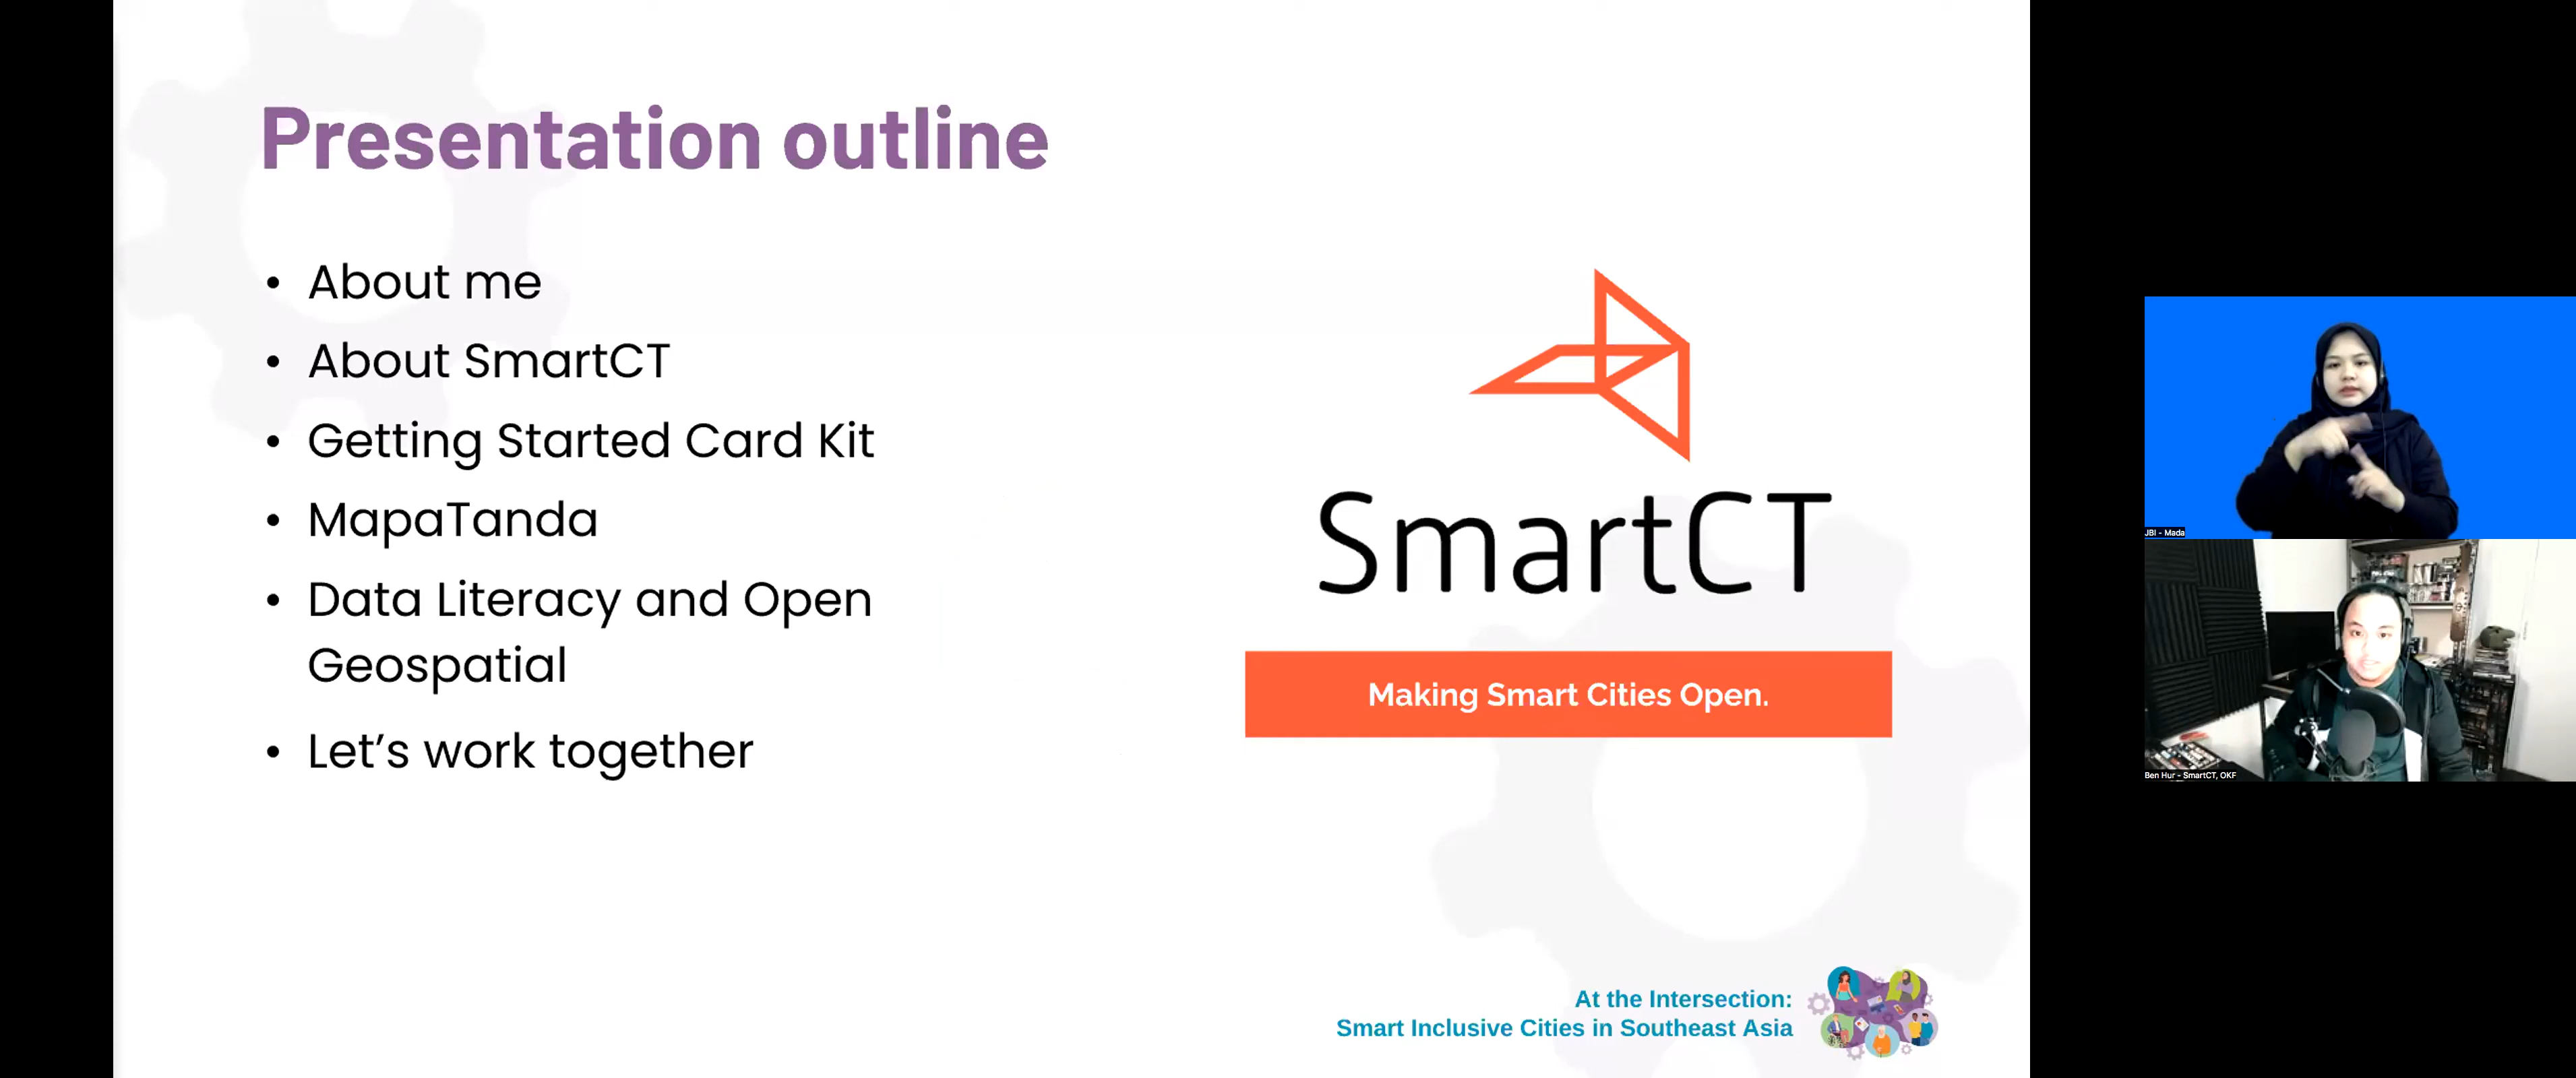 Presentation outline
• About me
• About SmartCT
• Getting Started Card Kit
• MapaTanda
• Data Literacy and Open
Geospatial
• Let's work together
SmartCT
Making Smart Cities Open.
At the Intersection:
Smart Inclusive Cities in Southeast Asia
JBI - Mada
Ben Hur - SmartCT, OKF